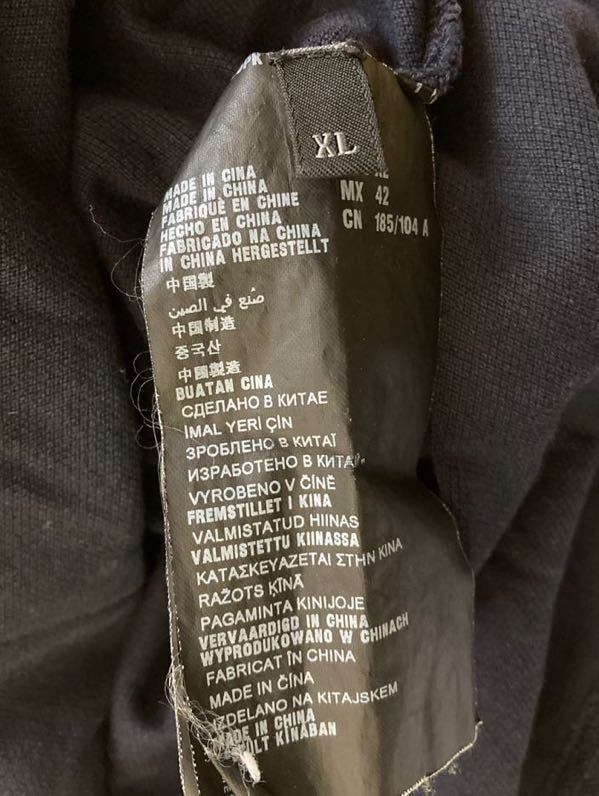 XL
MX 42
CN 185/104 A
MADE IN CINA
MADE IN CHINA
FABRIQUÉ EN CHINE
HECHO EN CHINA
FABRICADO NA CHINA
IN CHINA HERGESTELLT
中国製
صنع في الصين
中国制造
중국산
中國製造
BUATAN CINA
СДЕЛАНО В КИТАЕ
İMAL YERİ ÇİN
ЗРОБЛЕНО В КИТАЇ
ИЗРАБОТЕНО В КИТАЙ
VYROBENO V ČÍNĚ
FREMSTILLET I KINA
VALMISTATUD HIINAS
VALMISTETTU KIINASSA
ΚΑΤΑΣΚΕΥΑΖΕΤΑΙ ΣΤΗΝ ΚΙΝΑ
RAŽOTS ĶĪNĀ
PAGAMINTA KINIJOJE
VERVAARDIGD IN CHINA
WYPRODUKOWANO W CHINACH
FABRICAT ÎN CHINA
MADE IN ČÍNA
IZDELANO NA KITAJSKEM
MADE IN CHINA
KÍNÁBAN